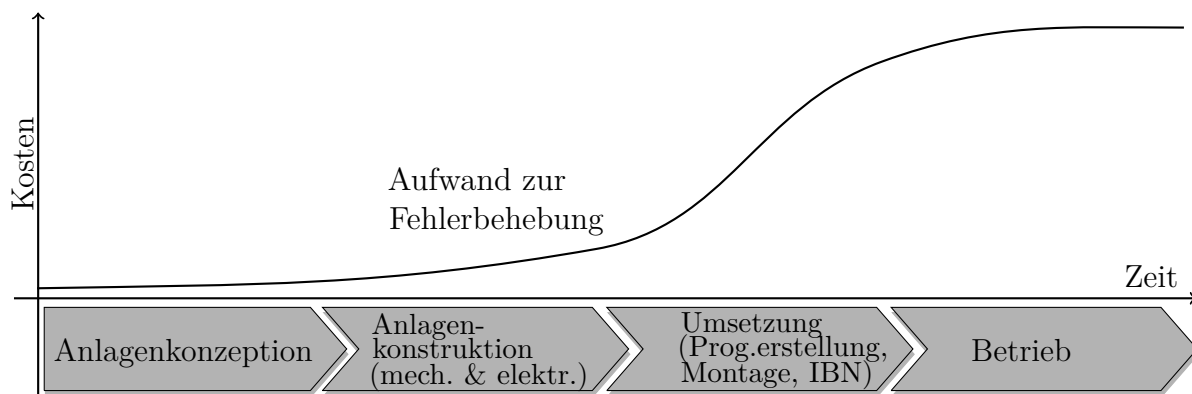 Kosten
Aufwand zur
Fehlerbehebung
Zeit
Anlagenkonzeption
Anlagen-
konstruktion
(mech. & elektr.)
Umsetzung
(Prog.erstellung,
Montage, IBN)
Betrieb